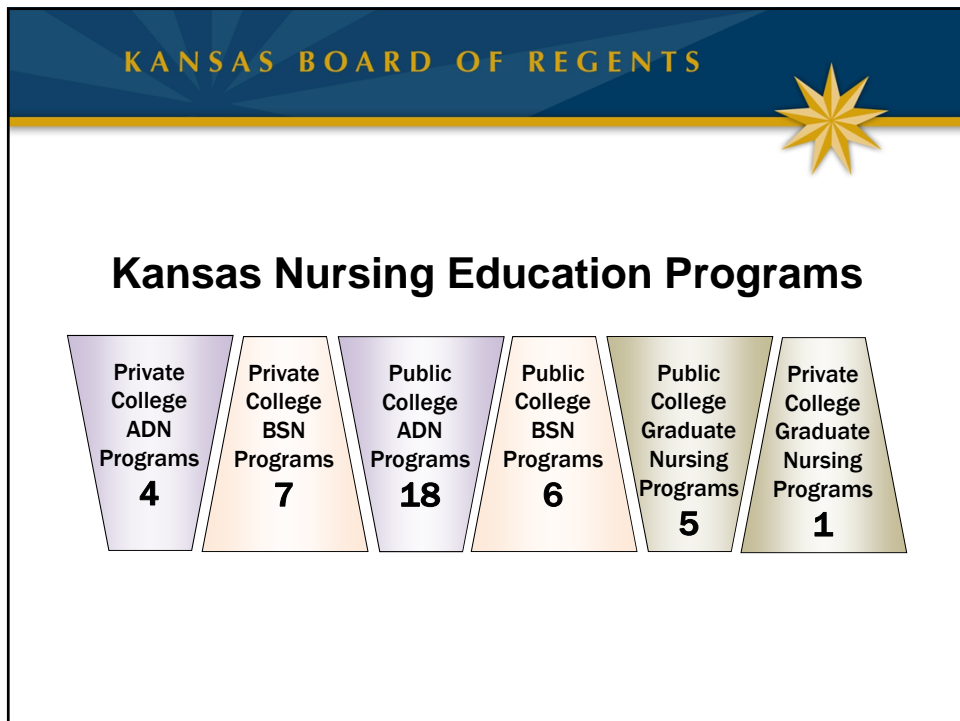 KANSAS BOARD OF REGENTS
Kansas Nursing Education Programs
Private
College
ADN
Programs
4
Private
College
BSN
Programs
7
Public
College
ADN
Programs
18
Public
College
BSN
Programs
6
Public
College
Graduate
Nursing
Programs
5
Private
College
Graduate
Nursing
Programs
1